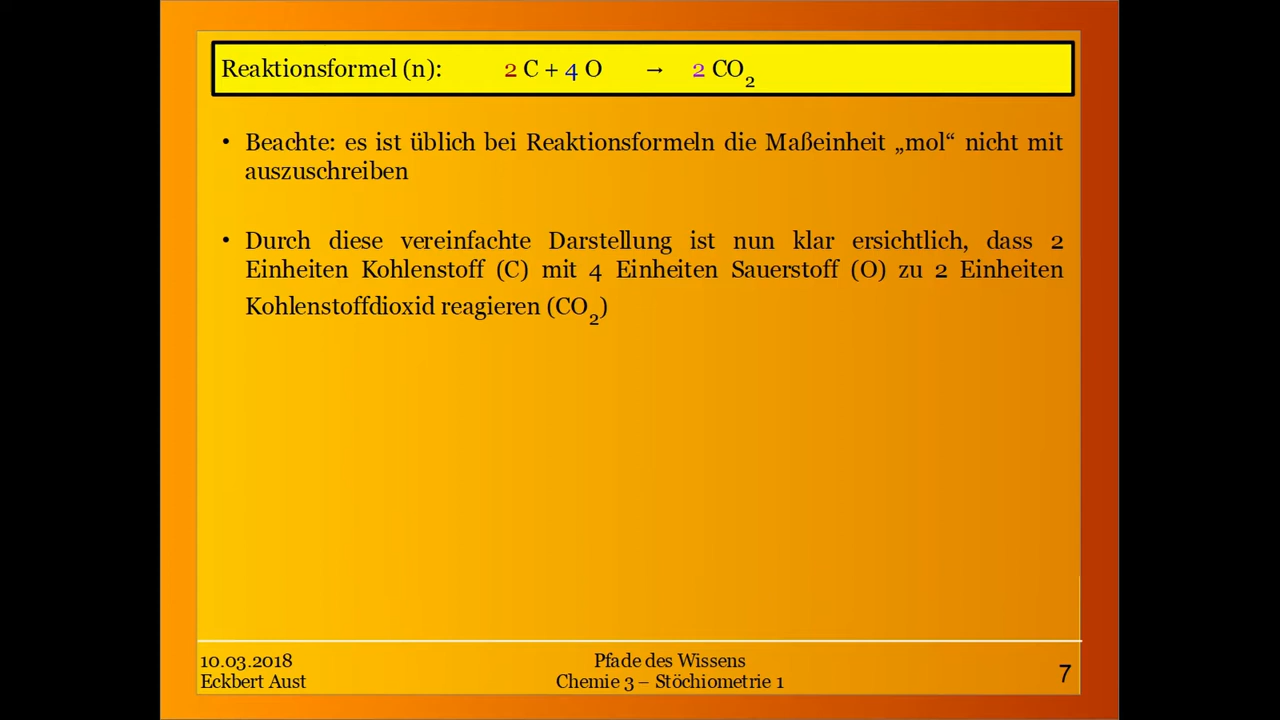 Reaktionsformel (n): 2 C + 4 O → 2 CO2
• Beachte: es ist üblich bei Reaktionsformeln die Maßeinheit „mol“ nicht mit
auszuschreiben
• Durch diese vereinfachte Darstellung ist nun klar ersichtlich, dass 2
Einheiten Kohlenstoff (C) mit 4 Einheiten Sauerstoff (O) zu 2 Einheiten
Kohlenstoffdioxid reagieren (CO2)
10.03.2018
Eckbert Aust
Pfade des Wissens
Chemie 3 – Stöchiometrie 1
7